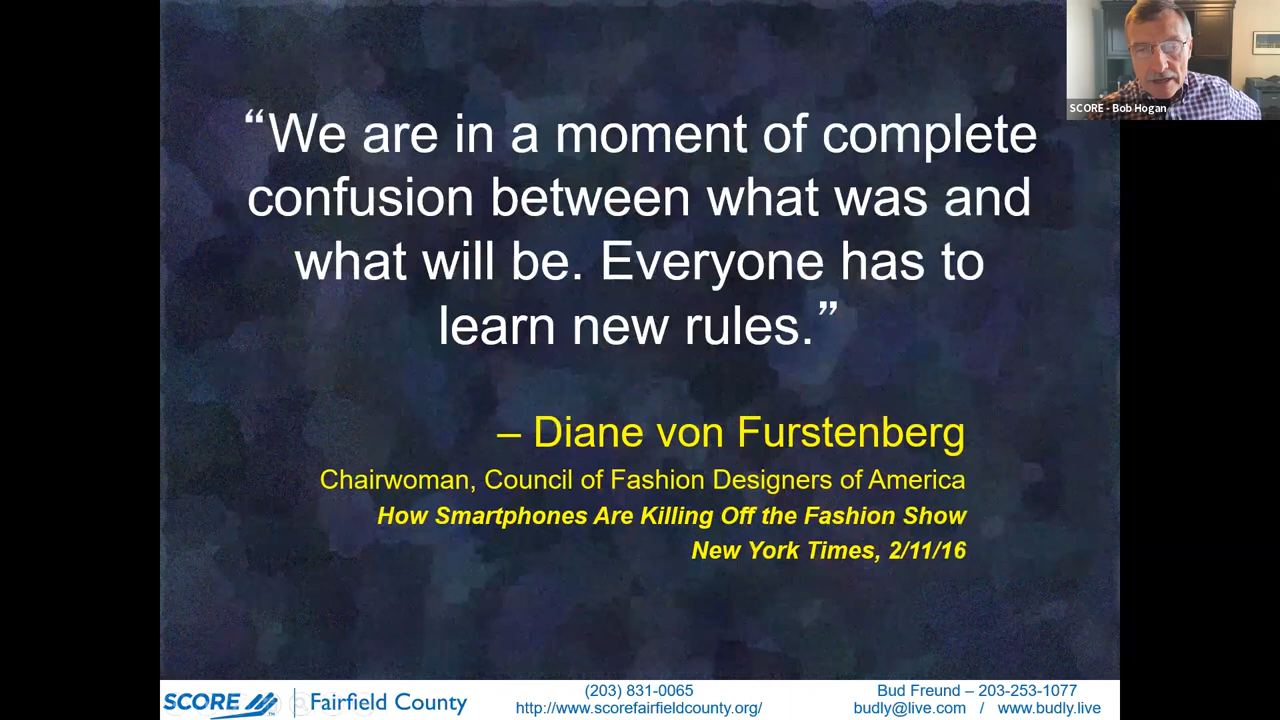 “We are in a moment of complete
confusion between what was and
what will be. Everyone has to
learn new rules.”
– Diane von Furstenberg
Chairwoman, Council of Fashion Designers of America
How Smartphones Are Killing Off the Fashion Show
New York Times, 2/11/16
SCORE - Bob Hogan
SCORE™ | Fairfield County
(203) 831-0065
http://www.scorefairfieldcounty.org/
Bud Freund – 203-253-1077
budly@live.com / www.budly.live